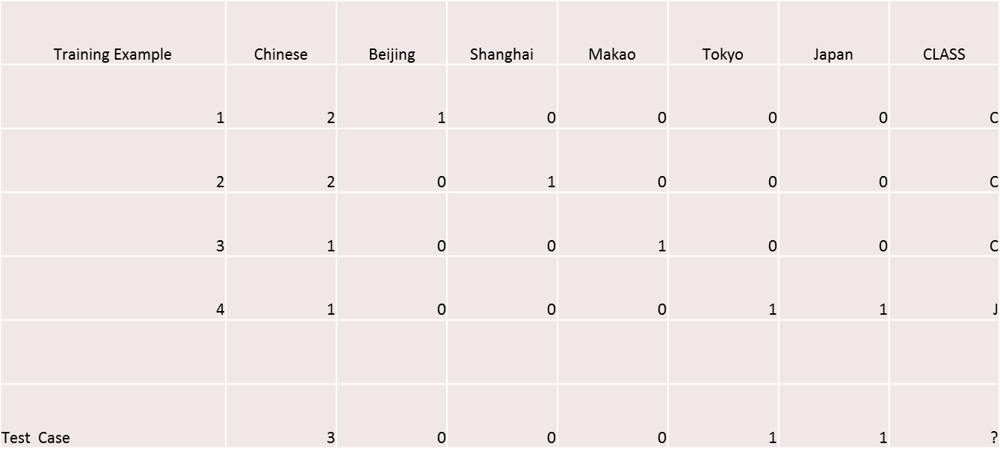 Training Example Chinese Beijing Shanghai Makao Tokyo Japan CLASS
1 2 1 0 0 0 0 C
2 2 0 1 0 0 0 C
3 1 0 0 1 0 0 C
4 1 0 0 0 1 1 J
Test Case 3 0 0 0 1 1 ?